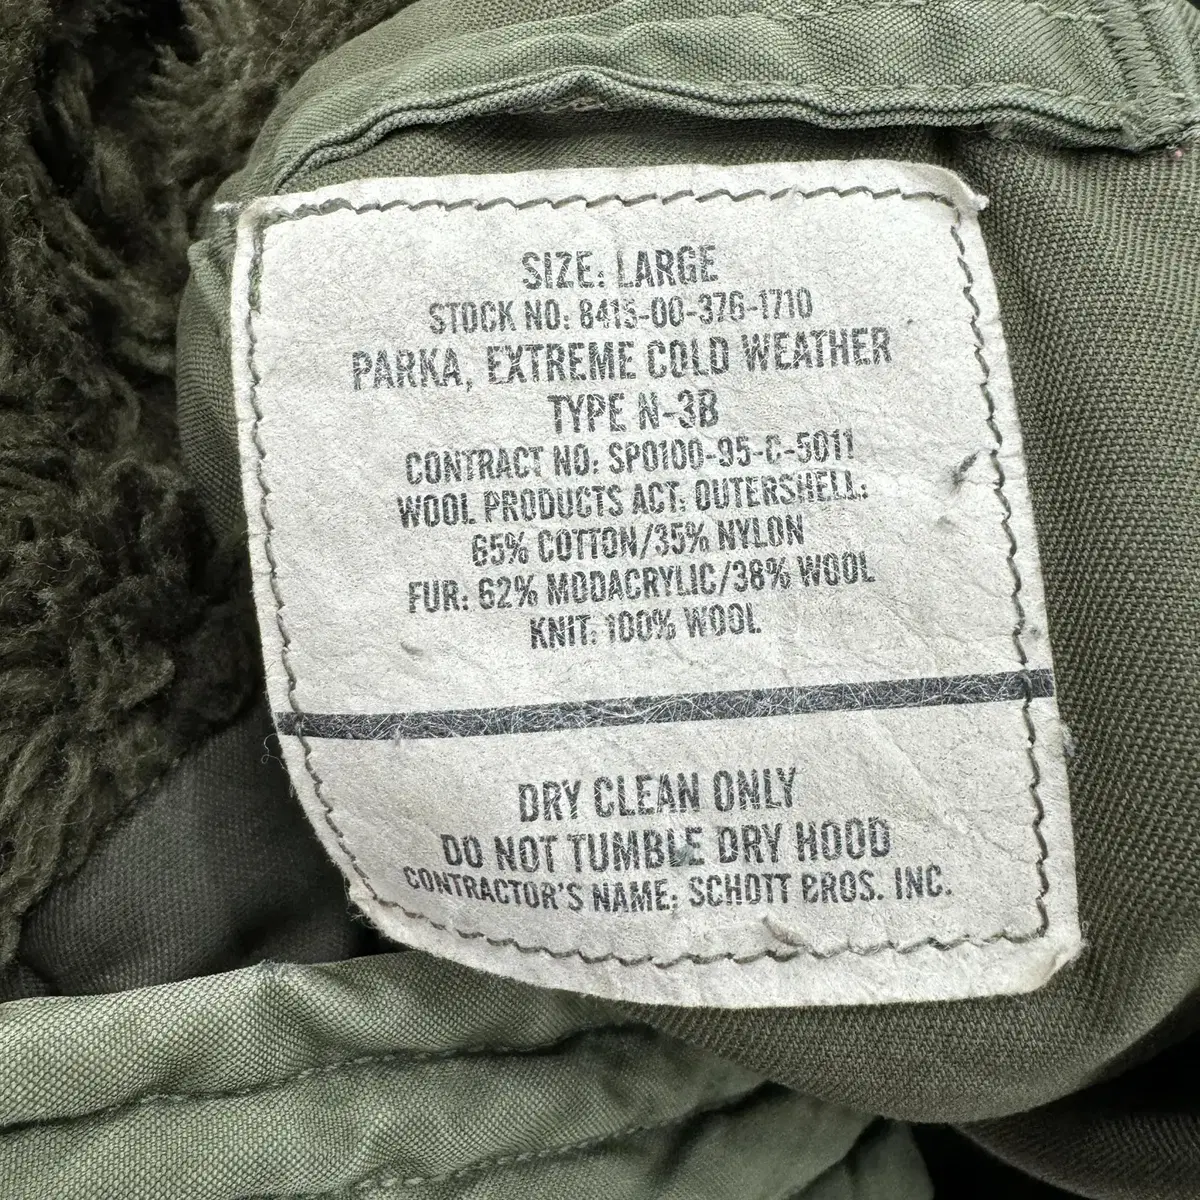 SIZE: LARGE
STOCK NO: 8415-00-376-1710
PARKA, EXTREME COLD WEATHER
TYPE N-3B
CONTRACT NO: SPO100-95-C-5011
WOOL PRODUCTS ACT: OUTERSHELL:
65% COTTON/35% NYLON
FUR: 62% MODACRYLIC/38% WOOL
KNIT: 100% WOOL
DRY CLEAN ONLY
DO NOT TUMBLE DRY HOOD
CONTRACTOR'S NAME: SCHOTT BROS. INC.